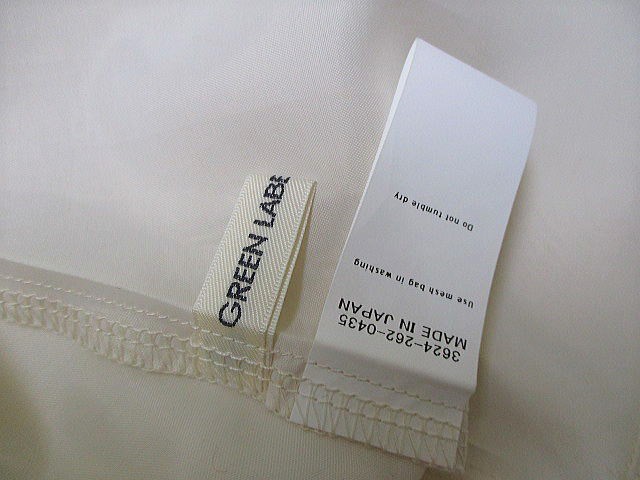 GREEN LABE
Do not tumble dry
Use mesh bag in washing
MADE IN JAPAN
3624-262-0435